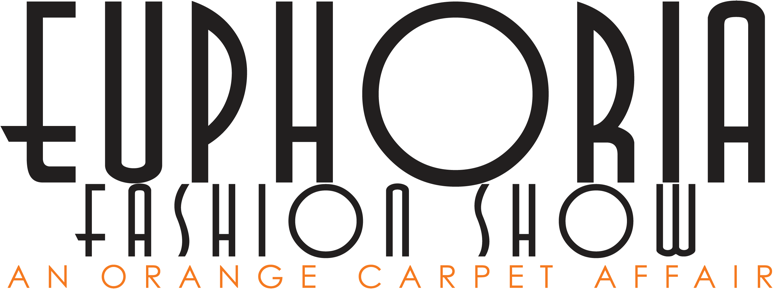 EUPHORIA
FASHION SHOW
AN ORANGE CARPET AFFAIR